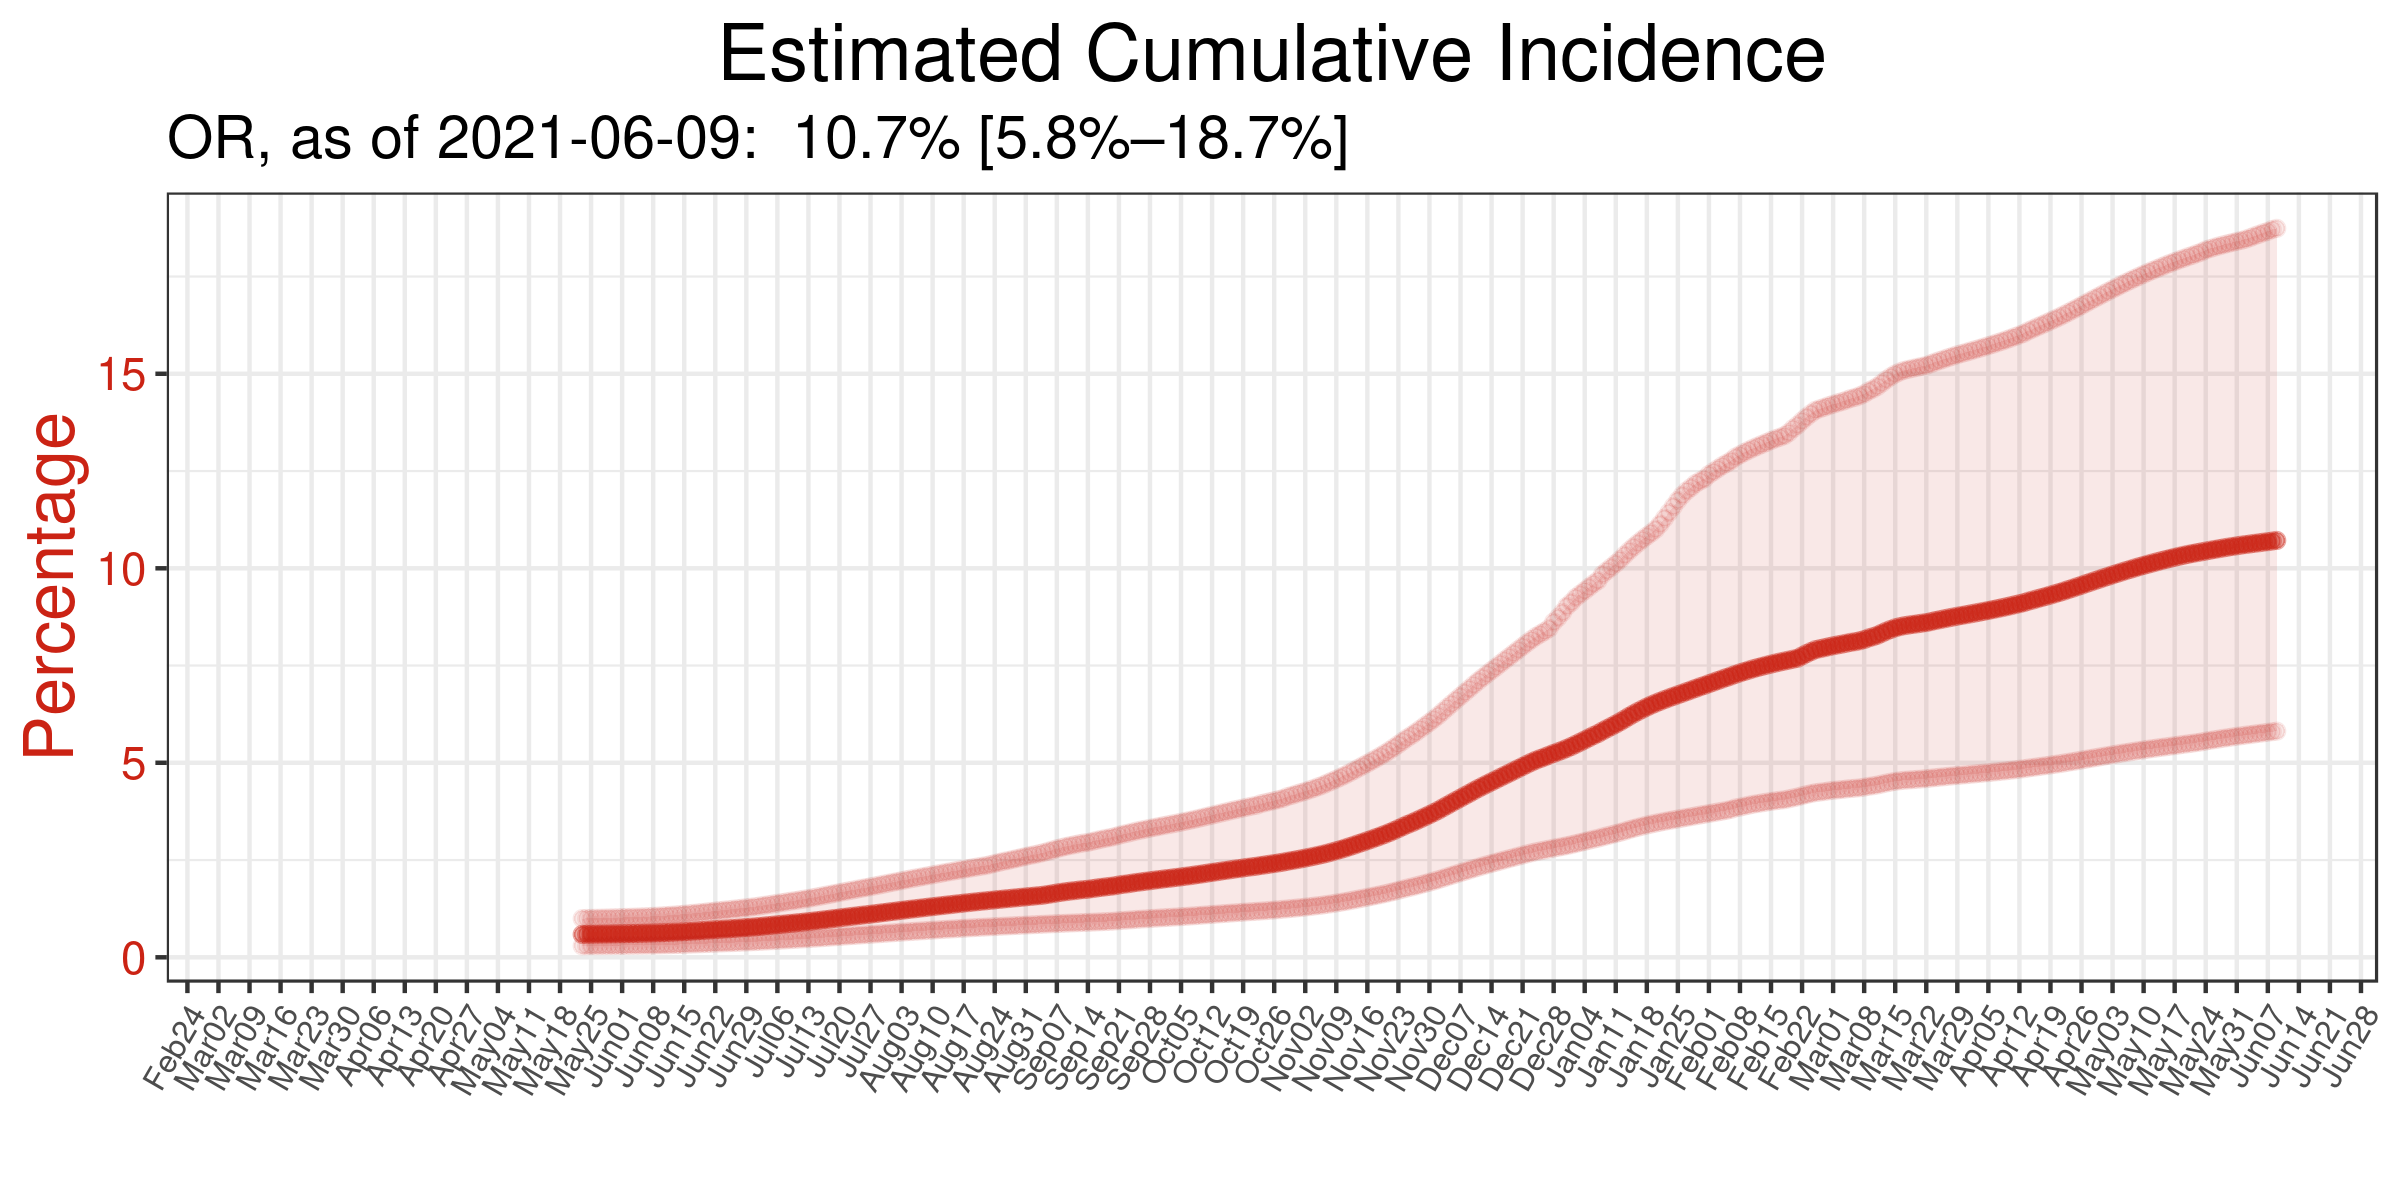 Estimated Cumulative Incidence
OR, as of 2021-06-09:  10.7% [5.8%–18.7%]
Percentage
15
10
5
0
Feb24
Mar02
Mar09
Mar16
Mar23
Mar30
Apr06
Apr13
Apr20
Apr27
May04
May11
May18
May25
Jun01
Jun08
Jun15
Jun22
Jun29
Jul06
Jul13
Jul20
Jul27
Aug03
Aug10
Aug17
Aug24
Aug31
Sep07
Sep14
Sep21
Sep28
Oct05
Oct12
Oct19
Oct26
Nov02
Nov09
Nov16
Nov23
Nov30
Dec07
Dec14
Dec21
Dec28
Jan04
Jan11
Jan18
Jan25
Feb01
Feb08
Feb15
Feb22
Mar01
Mar08
Mar15
Mar22
Mar29
Apr05
Apr12
Apr19
Apr26
May03
May10
May17
May24
May31
Jun07
Jun14
Jun21
Jun28